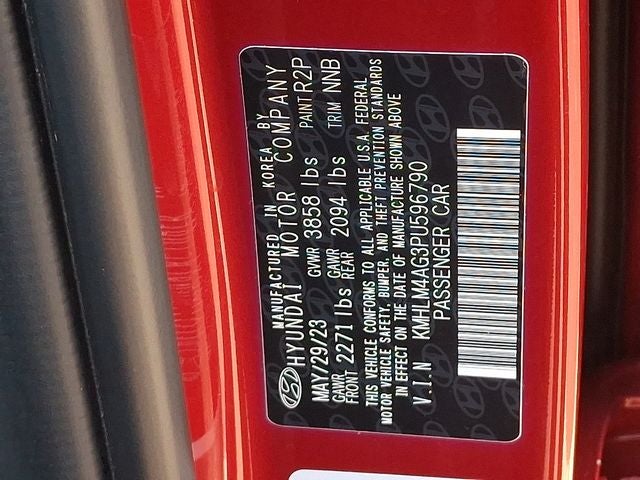 MANUFACTURED IN KOREA BY
HYUNDAI MOTOR COMPANY
MAY/29/23 GVWR 3858 lbs PAINT R2P
GAWR FRONT 2271 lbs GAWR REAR 2094 lbs TRIM NNB
THIS VEHICLE CONFORMS TO ALL APPLICABLE U.S.A. FEDERAL
MOTOR VEHICLE SAFETY, BUMPER, AND THEFT PREVENTION STANDARDS
IN EFFECT ON THE DATE OF MANUFACTURE SHOWN ABOVE
V.I.N KMHLM4AG3PU596790
PASSENGER CAR